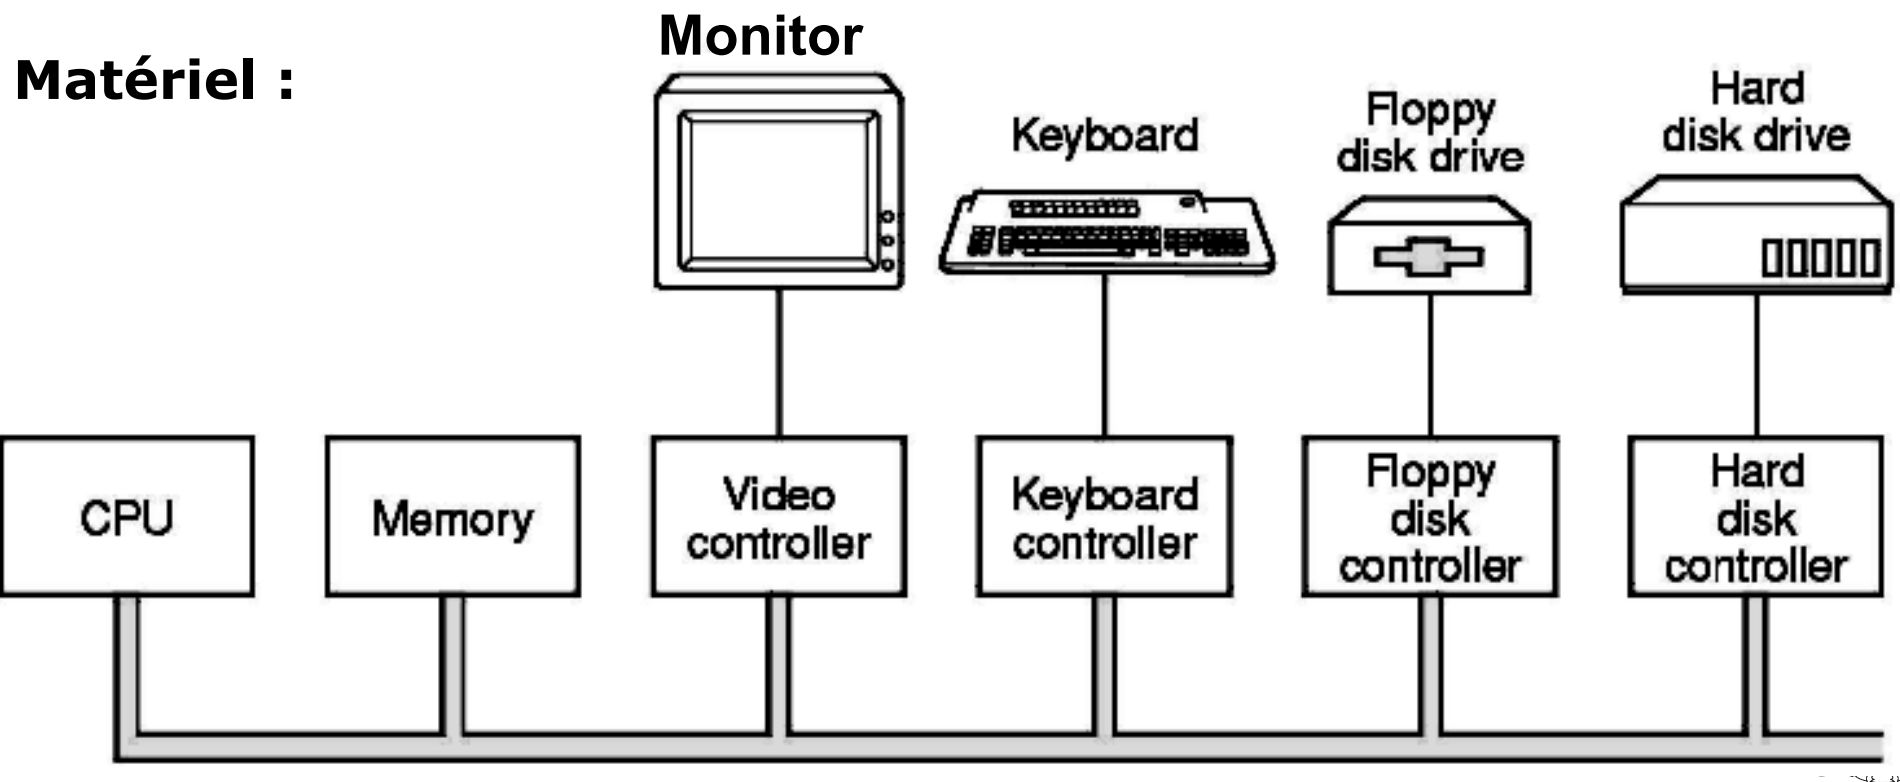 Matériel :
Monitor
Keyboard
Floppy
disk drive
Hard
disk drive
CPU
Memory
Video
controller
Keyboard
controller
Floppy
disk
controller
Hard
disk
controller